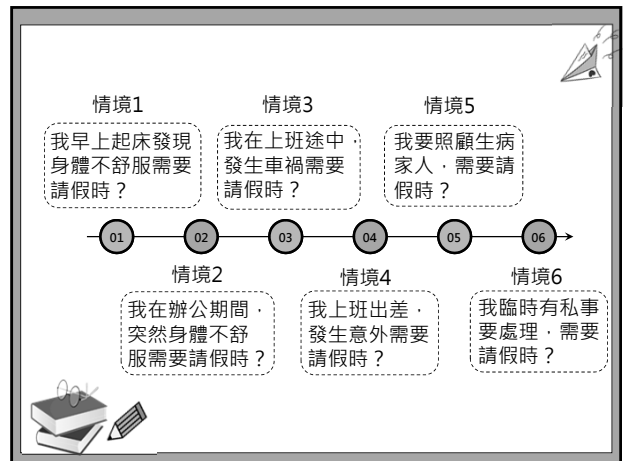 情境1
我早上起床發現
身體不舒服需要
請假時？
情境3
我在上班途中，
發生車禍需要
請假時？
情境5
我要照顧生病
家人，需要請
假時？
01
02
03
04
05
06
情境2
我在辦公期間，
突然身體不舒
服需要請假時？
情境4
我上班出差，
發生意外需要
請假時？
情境6
我臨時有私事
要處理，需要
請假時？